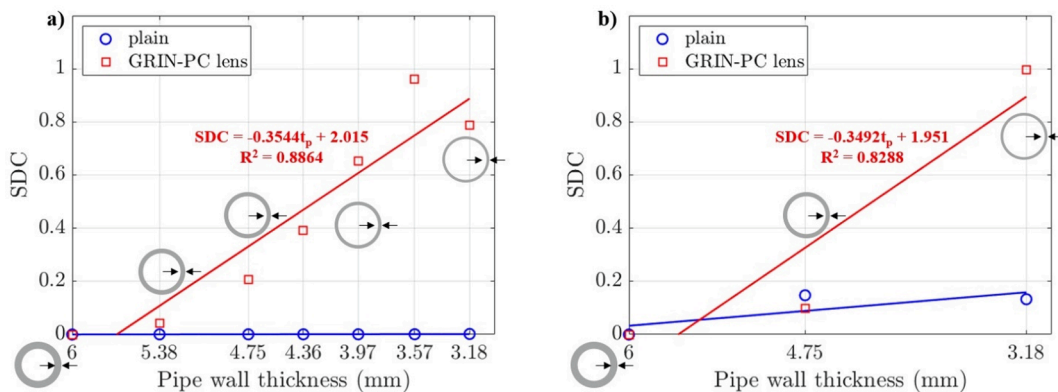 a)
plain
GRIN-PC lens
1
0.8
0.6
0.4
0.2
0
SDC
SDC = -0.3544tₚ + 2.015
R² = 0.8864
6
5.38
4.75
4.36
3.97
3.57
3.18
Pipe wall thickness (mm)
b)
plain
GRIN-PC lens
1
0.8
0.6
0.4
0.2
0
SDC
SDC = -0.3492tₚ + 1.951
R² = 0.8288
6
4.75
3.18
Pipe wall thickness (mm)